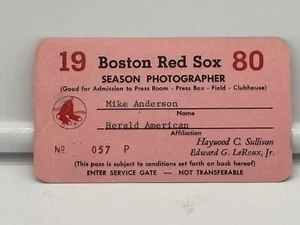 19 Boston Red Sox 80
SEASON PHOTOGRAPHER
(Good for Admission to Press Room - Press Box - Field - Clubhouse)
Mike Anderson
Name
Herald American
Affiliation
Nº 057 P
Haywood C. Sullivan
Edward G. LeRoux, Jr.
(This pass is subject to conditions set forth on back hereof)
ENTER SERVICE GATE — NOT TRANSFERABLE